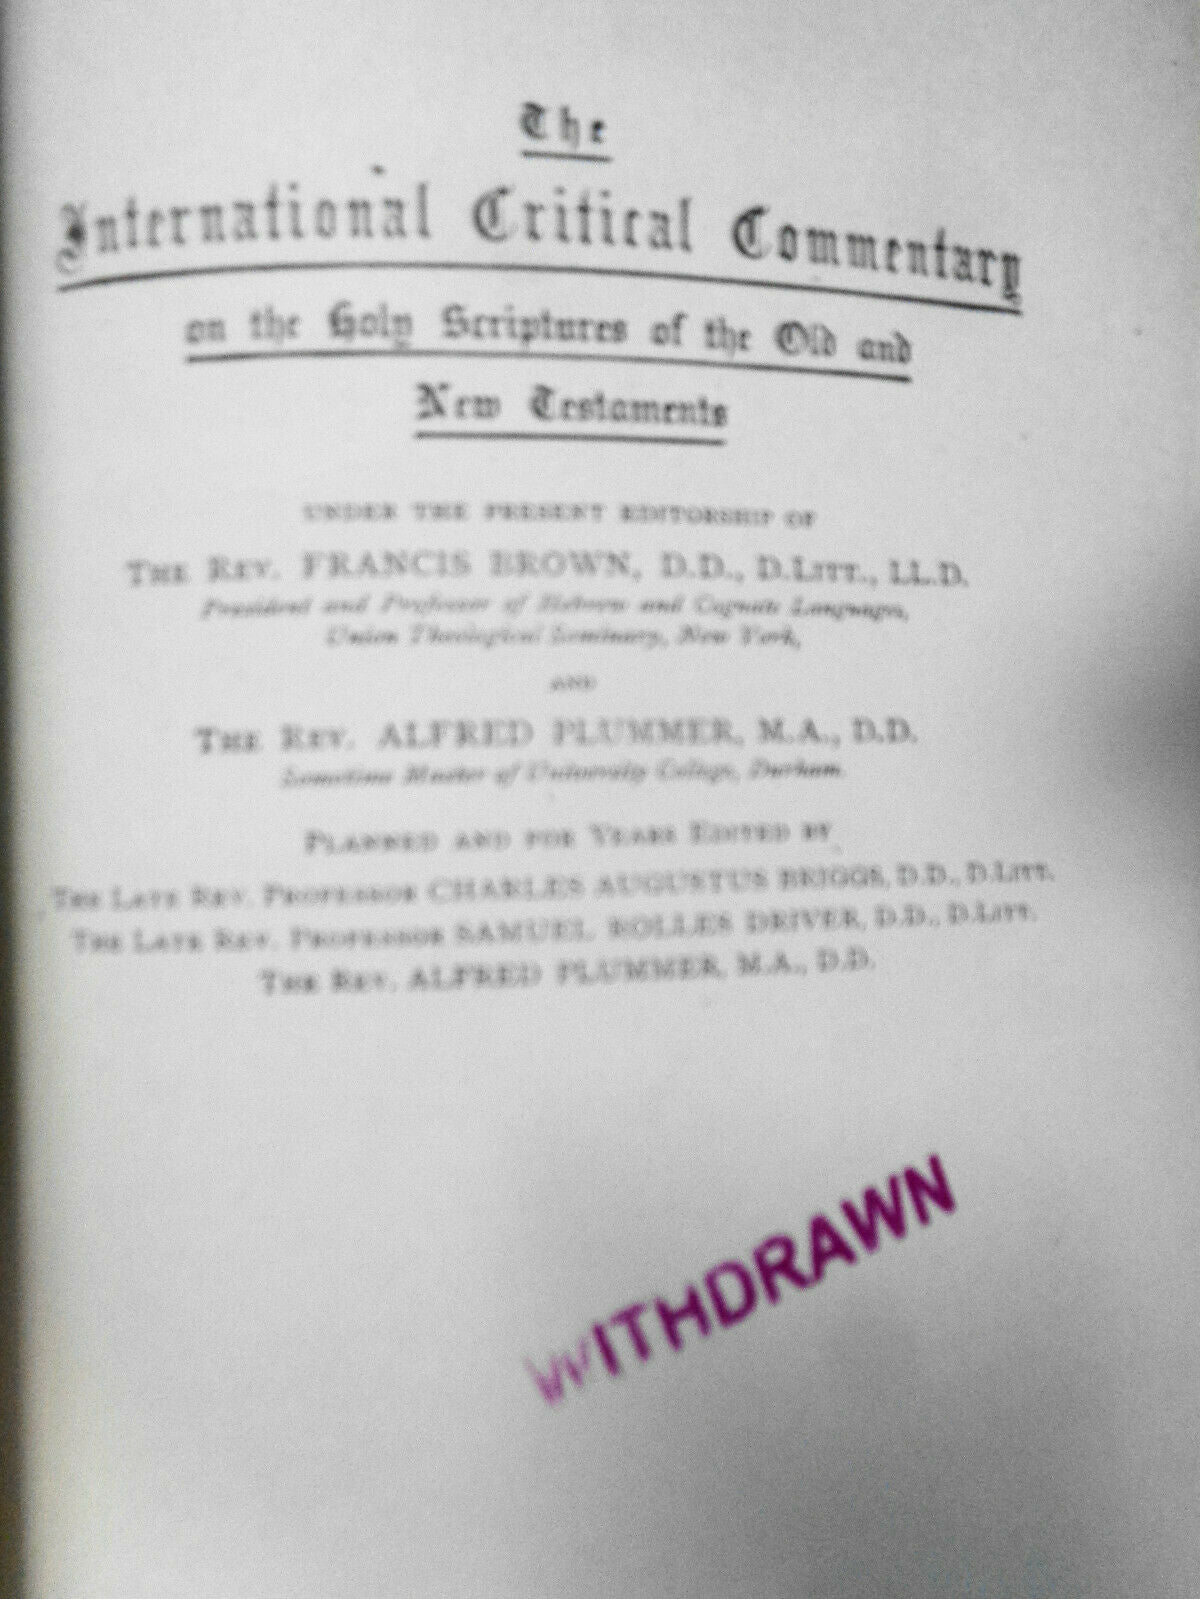 The
International Critical Commentary
on the Holy Scriptures of the Old and
New Testaments
UNDER THE PRESENT EDITORSHIP OF
THE REV. FRANCIS BROWN, D.D., D.LITT., LL.D.
President and Professor of Hebrew and Cognate Languages,
Union Theological Seminary, New York,
AND
THE REV. ALFRED PLUMMER, M.A., D.D.
Sometime Master of University College, Durham.
PLANNED AND FOR YEARS EDITED BY
THE LATE REV. PROFESSOR CHARLES AUGUSTUS BRIGGS, D.D., D.LITT.
THE LATE REV. PROFESSOR SAMUEL ROLLES DRIVER, D.D., D.LITT.
THE REV. ALFRED PLUMMER, M.A., D.D.
WITHDRAWN